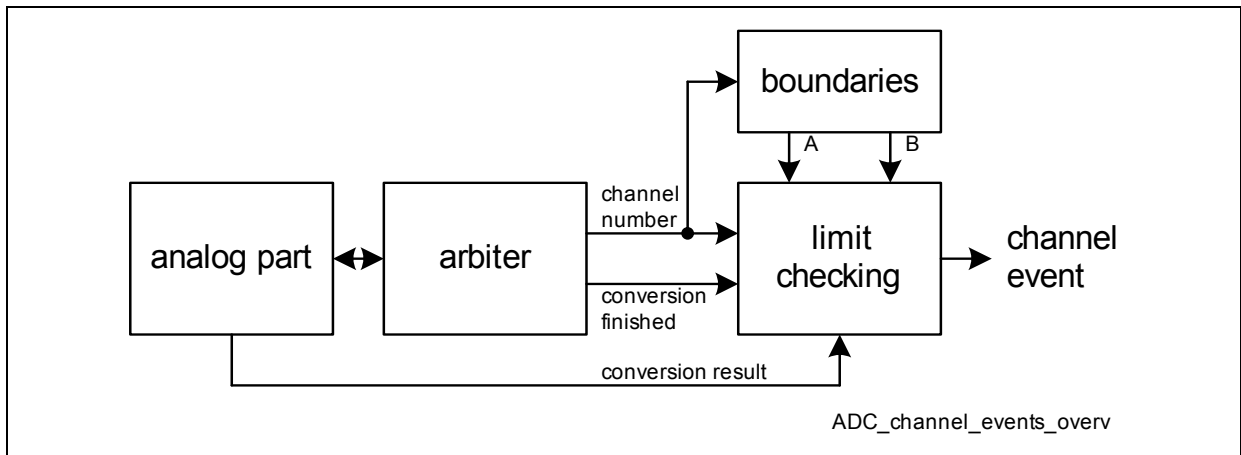 boundaries
A
B
analog part
arbiter
channel
number
conversion
finished
limit
checking
channel
event
conversion result
ADC_channel_events_overv